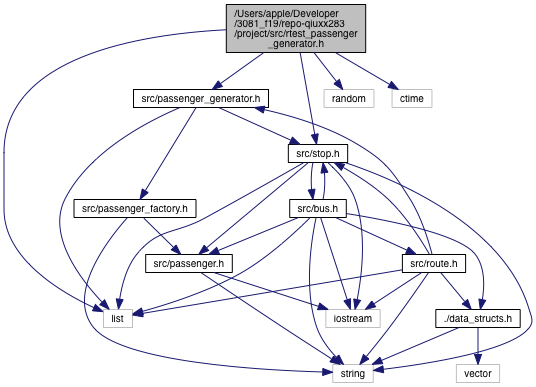 /Users/apple/Developer
/3081_f19/repo-qiuxx283
/project/src/rtest_passenger
_generator.h
src/passenger_generator.h
random
ctime
src/stop.h
src/passenger_factory.h
src/bus.h
src/passenger.h
src/route.h
list
iostream
./data_structs.h
string
vector